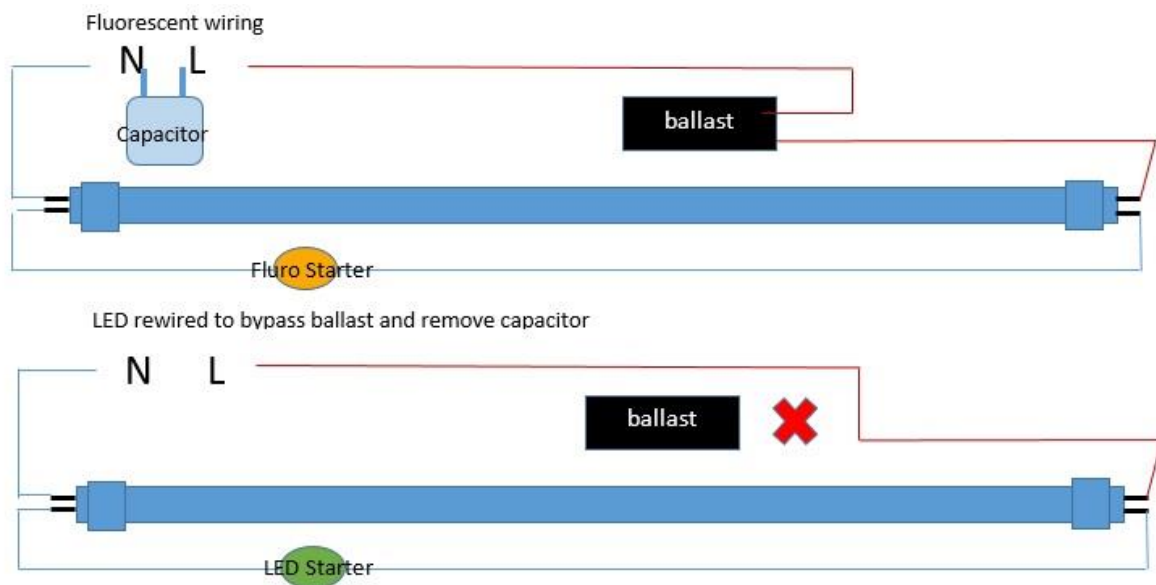 Fluorescent wiring
N L
Capacitor
ballast
Fluro Starter
LED rewired to bypass ballast and remove capacitor
N L
ballast
LED Starter